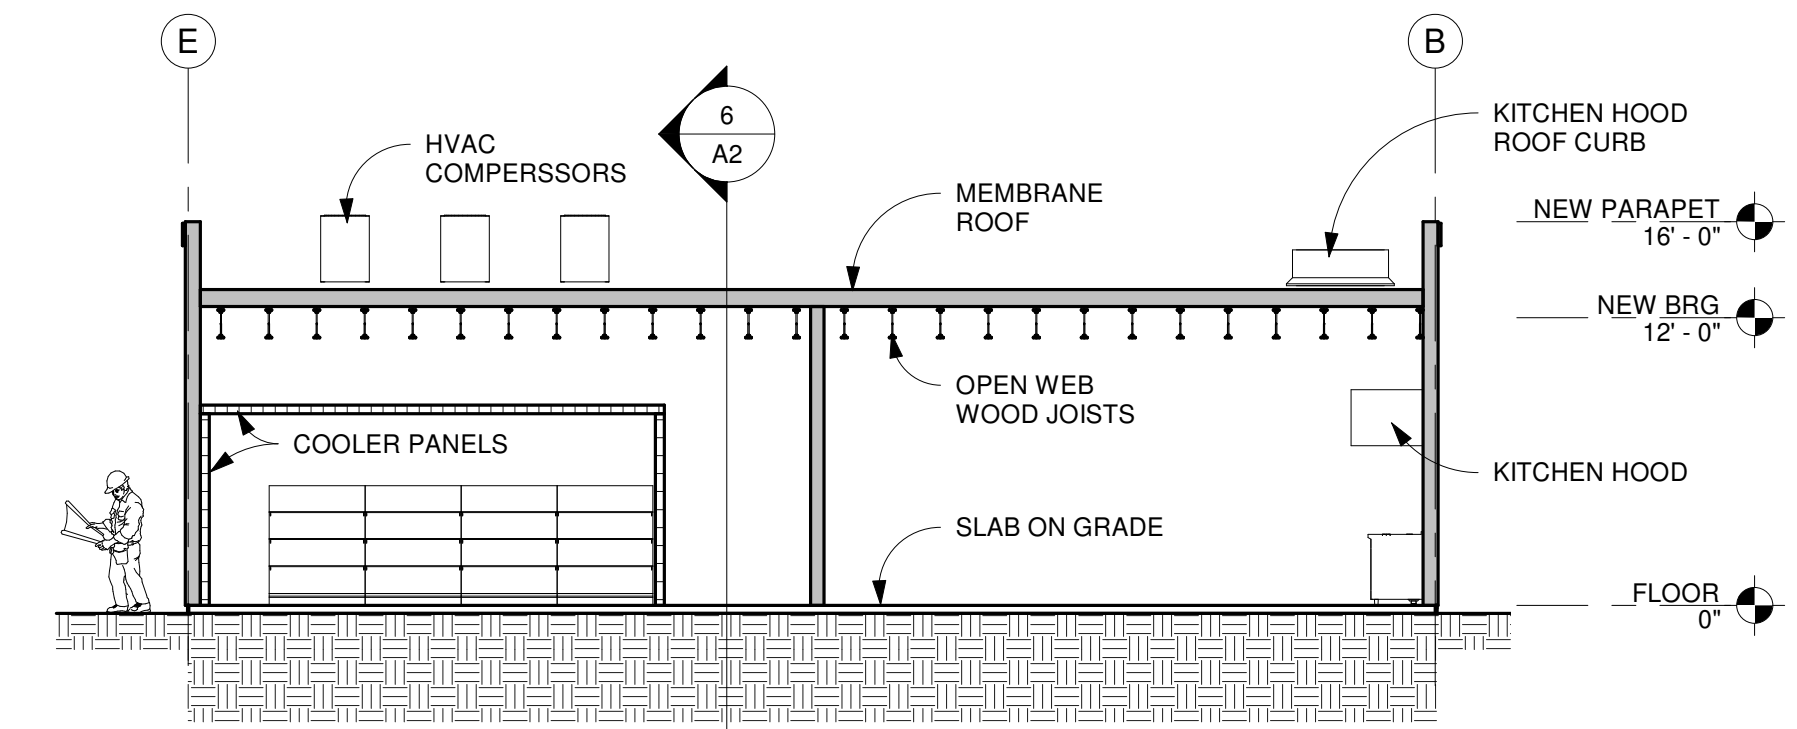 E
B
6
A2
HVAC
COMPERSSORS
KITCHEN HOOD
ROOF CURB
MEMBRANE
ROOF
NEW PARAPET
16' - 0"
NEW BRG
12' - 0"
OPEN WEB
WOOD JOISTS
COOLER PANELS
KITCHEN HOOD
SLAB ON GRADE
FLOOR
0"